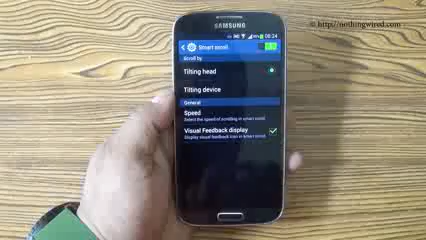 © http://nothingwired.com
SAMSUNG
08:24
Smart scroll
Scroll by
Tilting head
Tilting device
General
Speed
Select the speed of scrolling in smart scroll
Visual Feedback display
Display visual feedback icon in smart scroll